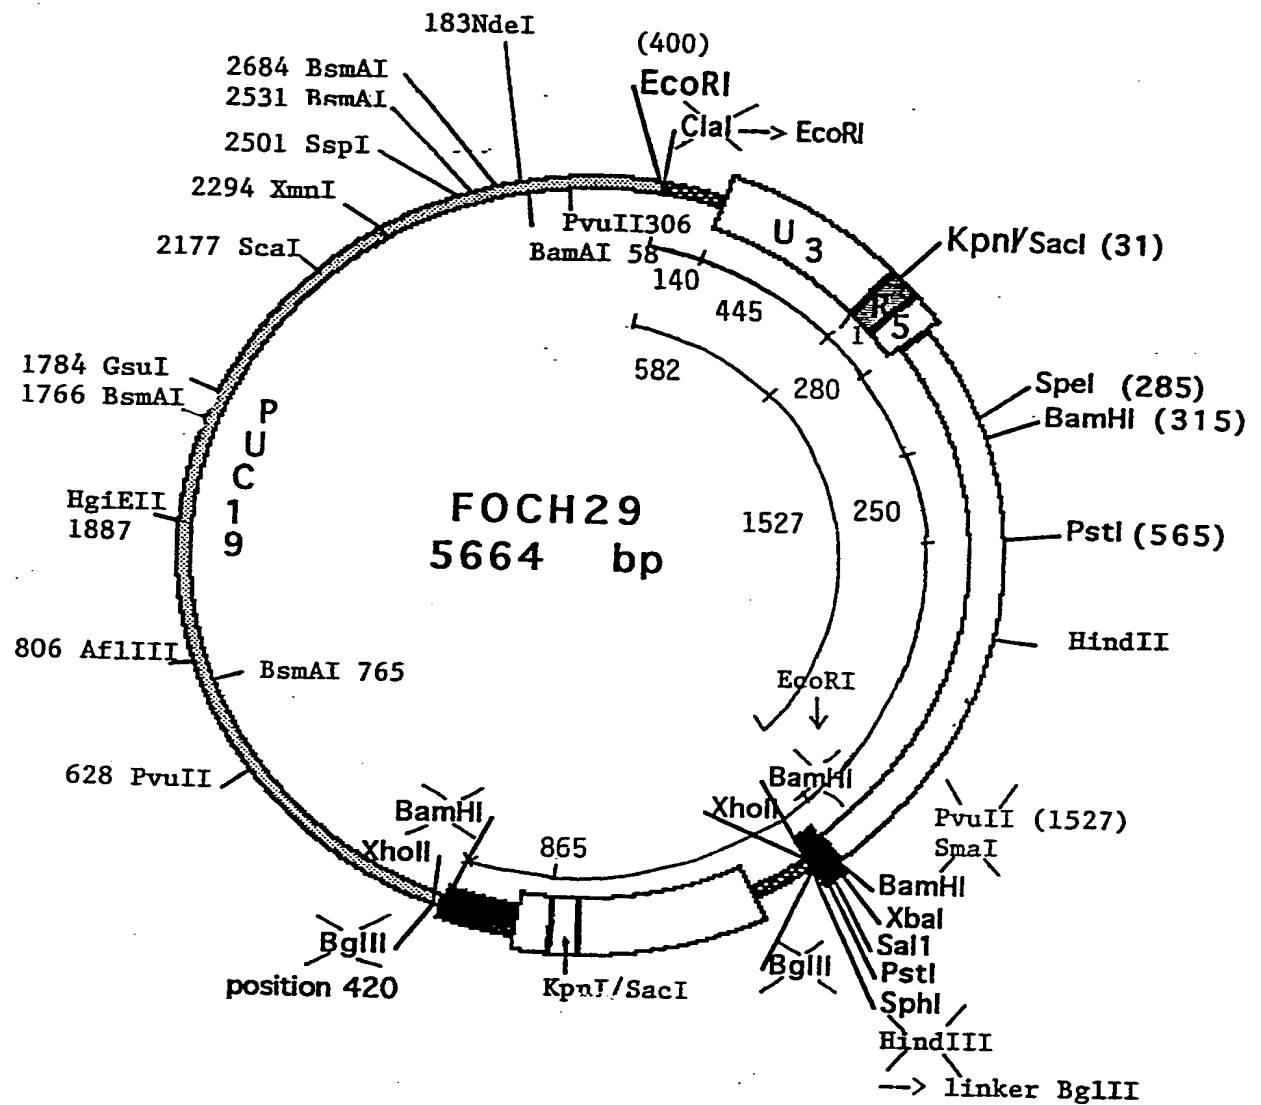 183NdeI
(400)
EcoRI
ClaI --> EcoRI
2684 BsmAI
2531 BsmAI
2501 SspI
2294 XmnI
2177 ScaI
PvuII306
BamAI 58
140
445
582
280
1
U 3
R
5
KpnI/SacI (31)
SpeI (285)
BamHI (315)
1784 GsuI
1766 BsmAI
PUC19
HgiEII
1887
FOCH29
5664 bp
1527
250
PstI (565)
HindII
806 AflIII
BsmAI 765
EcoRI
628 PvuII
BamHI
XhoII
BamHI
XhoII
865
PvuII (1527)
SmaI
BamHI
XbaI
Sal1
PstI
SphI
BglII
position 420
KpnI/SacI
BglII
HindIII
--> linker BglII